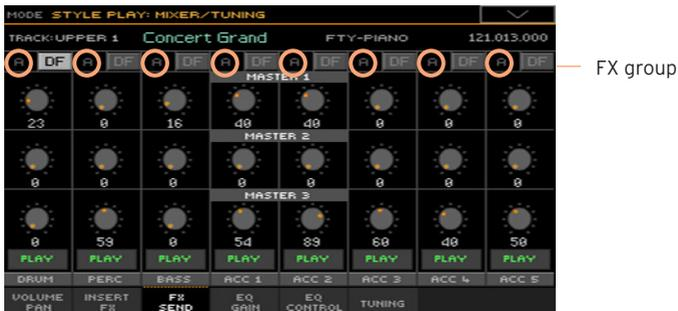 MODE STYLE PLAY: MIXER/TUNING
TRACK:UPPER 1 Concert Grand FTY-PIANO 121.013.000
A DF A DF A DF A DF A DF A DF A DF A DF
FX group
MASTER 1
23 0 16 40 40 0 0 0
MASTER 2
0 0 0 0 0 0 0 0
MASTER 3
0 59 0 54 89 60 40 50
PLAY PLAY PLAY PLAY PLAY PLAY PLAY PLAY
DRUM PERC BASS ACC 1 ACC 2 ACC 3 ACC 4 ACC 5
VOLUME INSERT FX EQ EQ TUNING
PAN FX SEND GAIN CONTROL